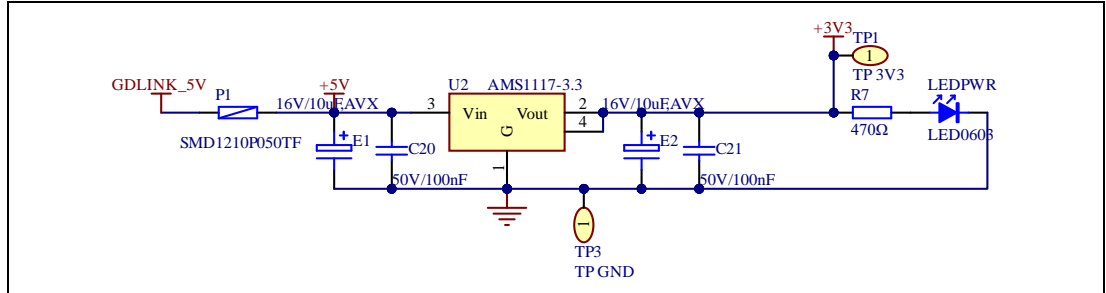 +3V3
TP1
1
TP 3V3
GDLINK_5V
P1
+5V
U2
AMS1117-3.3
R7
LEDPWR
16V/10uF,AVX
3
Vin
Vout
G
2
4
16V/10uF,AVX
SMD1210P050TF
E1
C20
1
E2
C21
470Ω
LED0603
50V/100nF
50V/100nF
1
TP3
TP GND